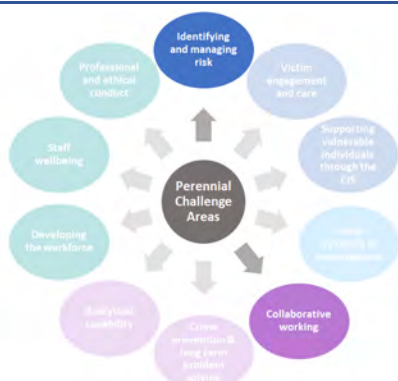 Identifying
and managing
risk
Victim
engagement
and care
Supporting
vulnerable
individuals
through the
CJS
Collaborative
working
Crime
prevention &
long term
problem
solving
Analytical
capability
Developing
the workforce
Staff
wellbeing
Professional
and ethical
conduct
Perennial
Challenge
Areas